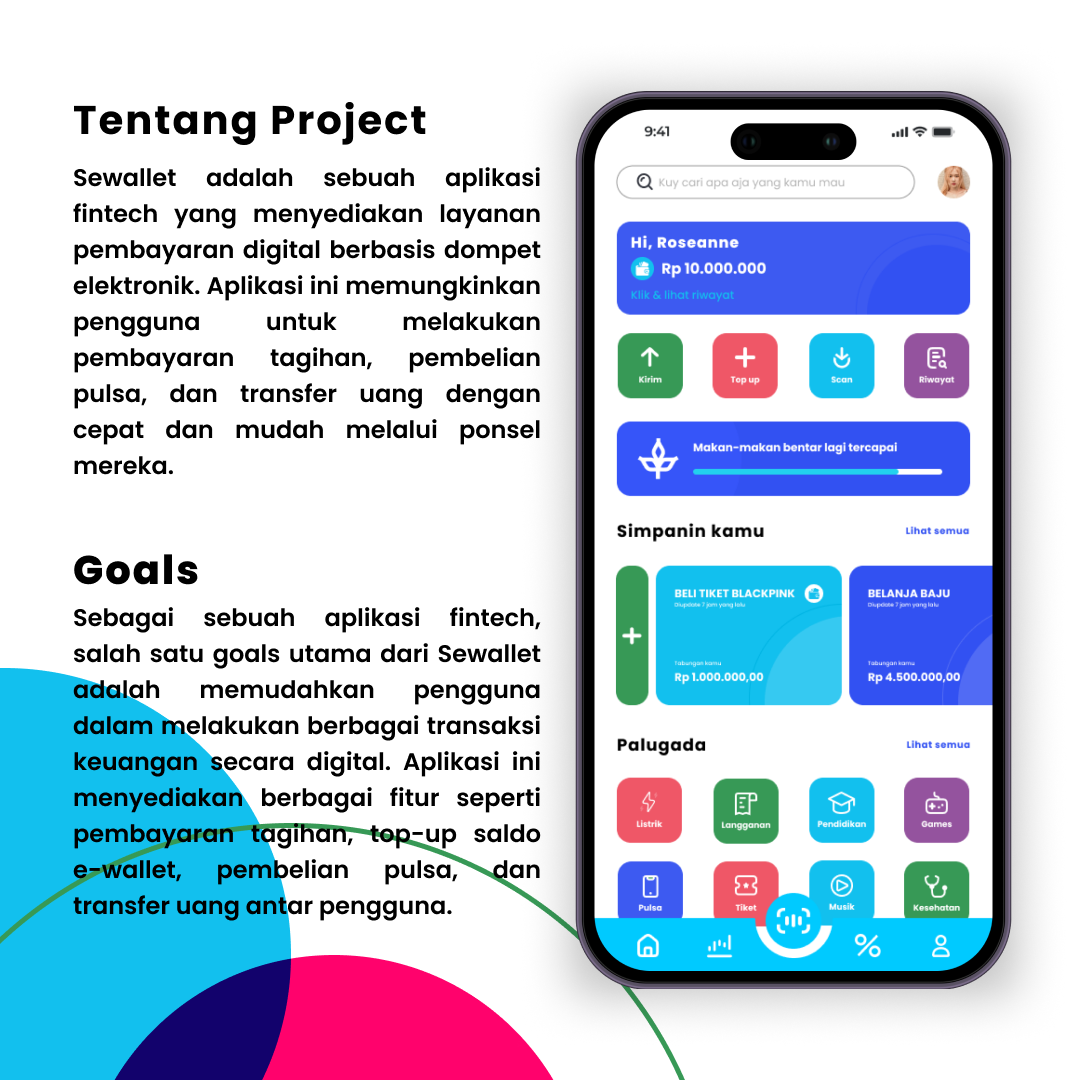 Tentang Project
Sewallet adalah sebuah aplikasi
fintech yang menyediakan layanan
pembayaran digital berbasis dompet
elektronik. Aplikasi ini memungkinkan
pengguna untuk melakukan
pembayaran tagihan, pembelian
pulsa, dan transfer uang dengan
cepat dan mudah melalui ponsel
mereka.
Goals
Sebagai sebuah aplikasi fintech,
salah satu goals utama dari Sewallet
adalah memudahkan pengguna
dalam melakukan berbagai transaksi
keuangan secara digital. Aplikasi ini
menyediakan berbagai fitur seperti
pembayaran tagihan, top-up saldo
e-wallet, pembelian pulsa, dan
transfer uang antar pengguna.
9:41
Kuy cari apa aja yang kamu mau
Hi, Roseanne
Rp 10.000.000
Klik & lihat riwayat
Kirim Top up Scan Riwayat
Makan-makan bentar lagi tercapai
Simpanin kamu Lihat semua
BELI TIKET BLACKPINK
Diupdate 7 jam yang lalu
Tabungan kamu
Rp 1.000.000,00
BELANJA BAJU
Diupdate 7 jam yang lalu
Tabungan kamu
Rp 4.500.000,00
Palugada Lihat semua
Listrik Langganan Pendidikan Games
Pulsa Tiket Musik Kesehatan